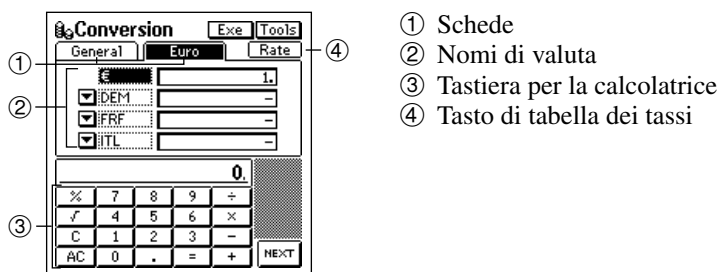 Conversion Exe Tools
General Euro Rate
€ 1.
DEM –
FRF –
ITL –
0.
% 7 8 9 ÷
√ 4 5 6 ×
C 1 2 3 −
AC 0 . = + NEXT
①
②
③
④
① Schede
② Nomi di valuta
③ Tastiera per la calcolatrice
④ Tasto di tabella dei tassi